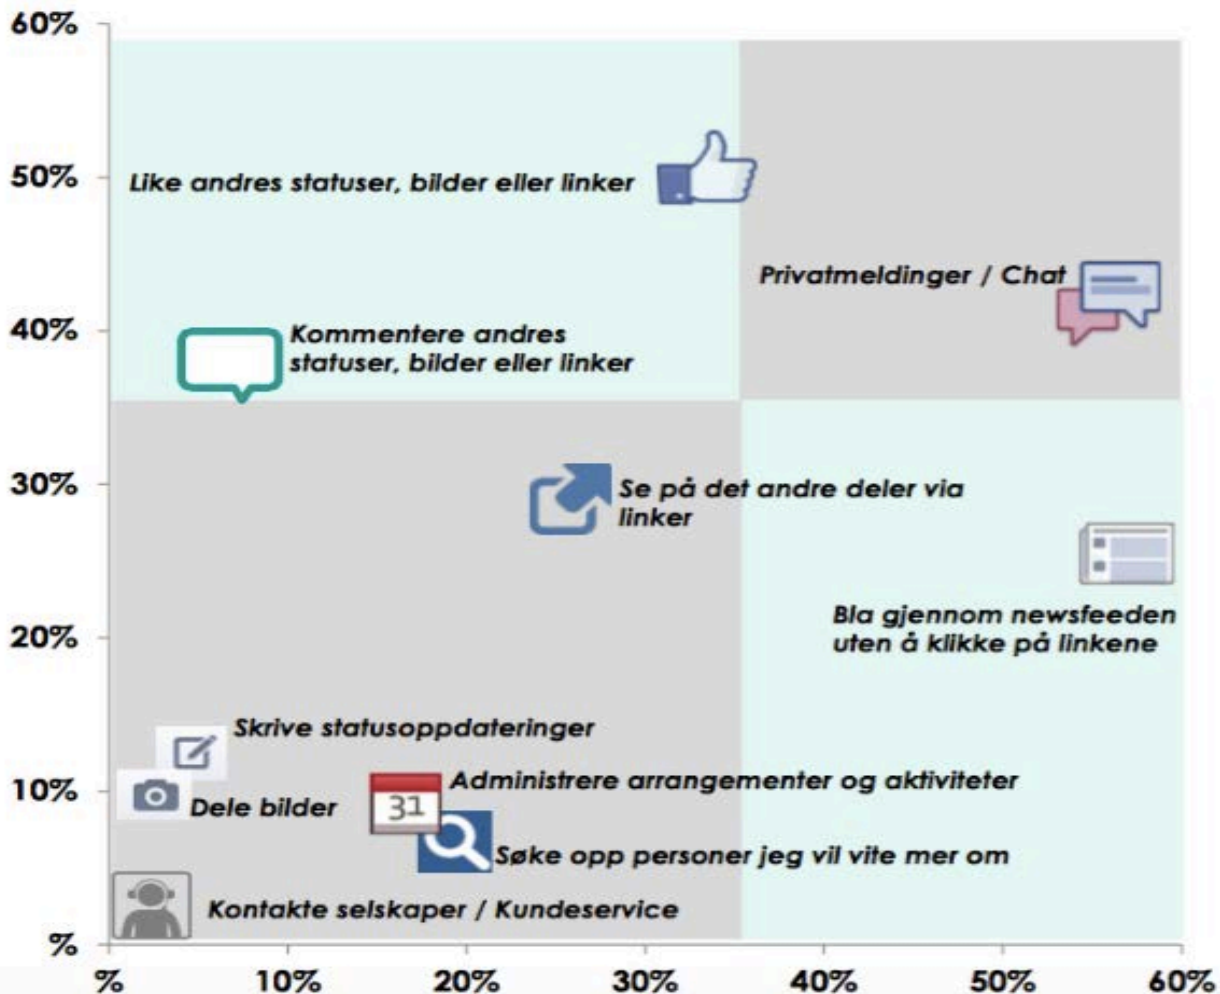 60%
50%
Like andres statuser, bilder eller linker
Privatmeldinger / Chat
40%
Kommentere andres
statuser, bilder eller linker
30%
Se på det andre deler via
linker
Bla gjennom newsfeeden
uten å klikke på linkene
20%
Skrive statusoppdateringer
10%
Administrere arrangementer og aktiviteter
31
Dele bilder
Søke opp personer jeg vil vite mer om
Kontakte selskaper / Kundeservice
%
% 10% 20% 30% 40% 50% 60%